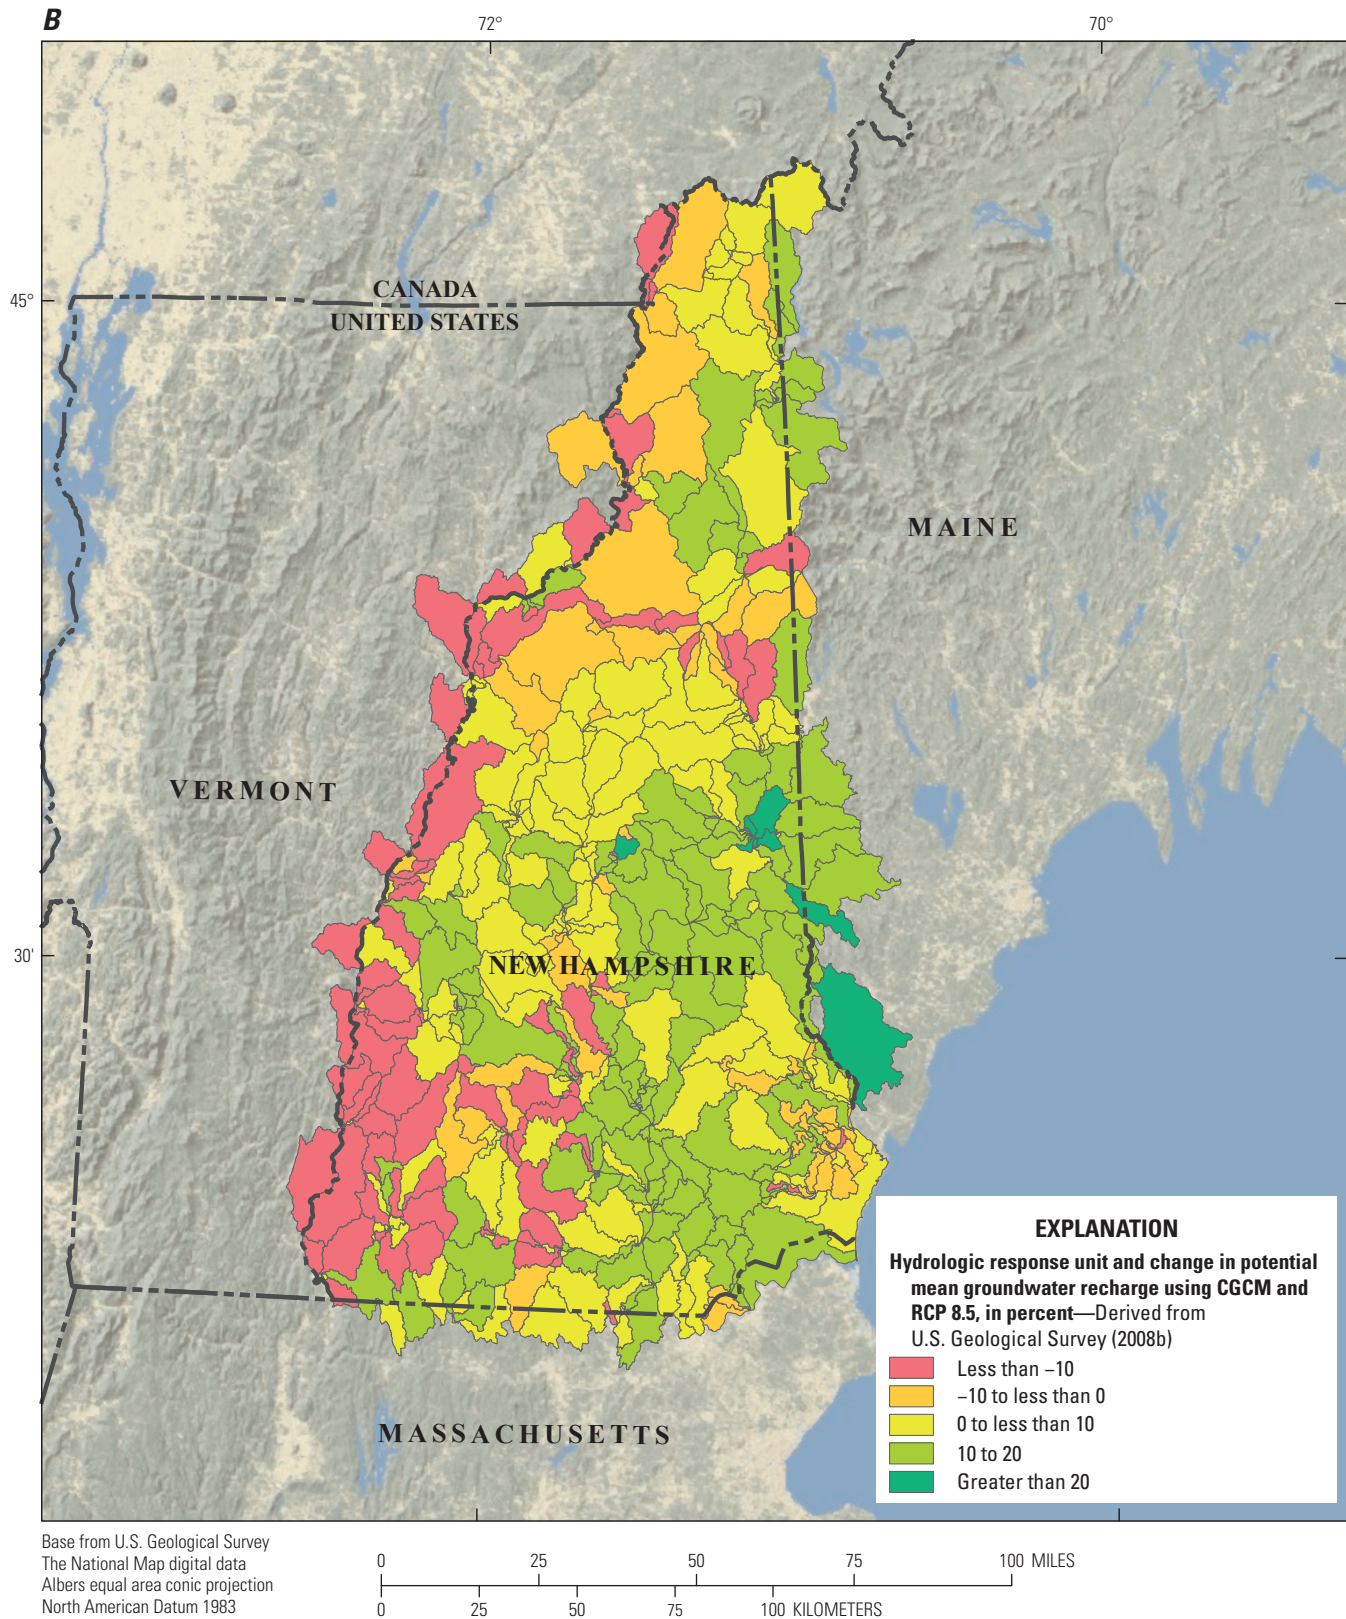 B
72°
70°
45°
CANADA
UNITED STATES
MAINE
VERMONT
30'
NEW HAMPSHIRE
MASSACHUSETTS
EXPLANATION
Hydrologic response unit and change in potential
mean groundwater recharge using CGCM and
RCP 8.5, in percent—Derived from
U.S. Geological Survey (2008b)
Less than −10
−10 to less than 0
0 to less than 10
10 to 20
Greater than 20
Base from U.S. Geological Survey
The National Map digital data
Albers equal area conic projection
North American Datum 1983
0 25 50 75 100 MILES
0 25 50 75 100 KILOMETERS